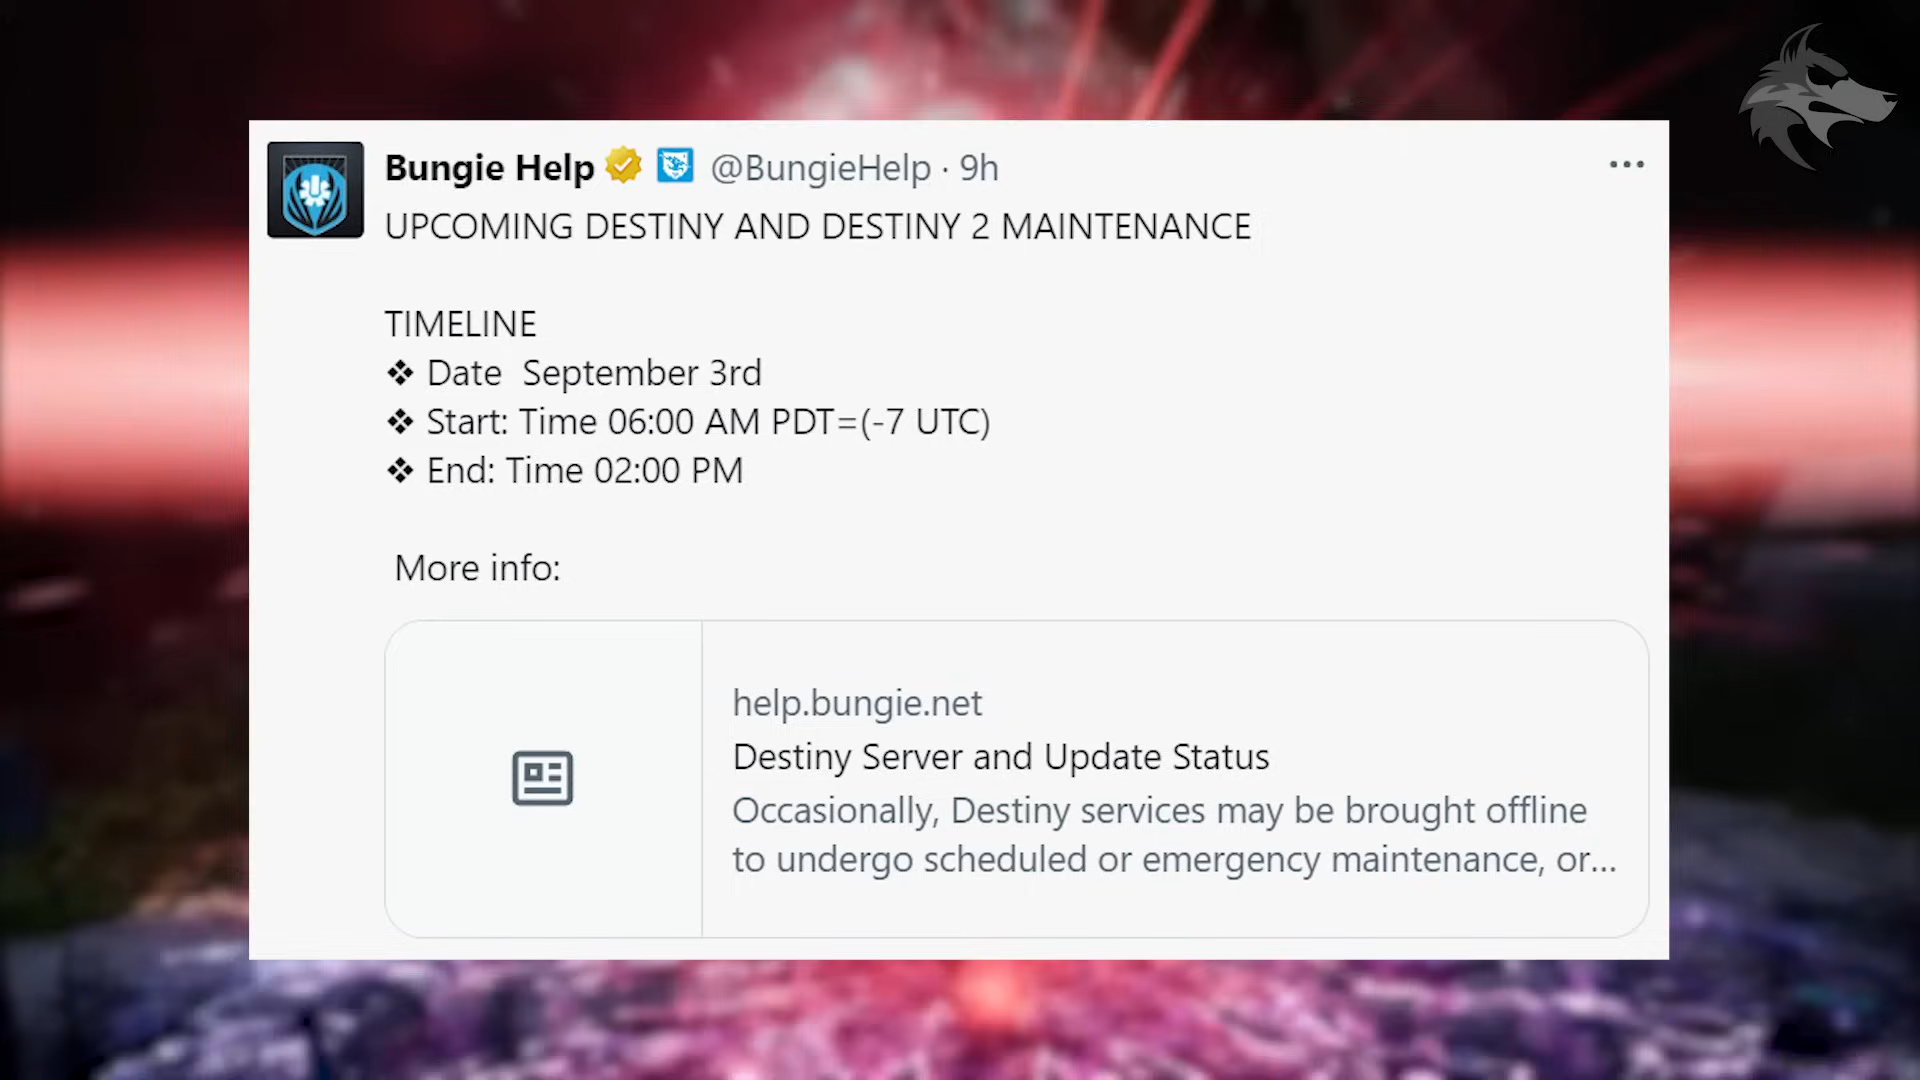 Bungie Help @BungieHelp · 9h
UPCOMING DESTINY AND DESTINY 2 MAINTENANCE
TIMELINE
❖ Date  September 3rd
❖ Start: Time 06:00 AM PDT=(-7 UTC)
❖ End: Time 02:00 PM
More info:
help.bungie.net
Destiny Server and Update Status
Occasionally, Destiny services may be brought offline
to undergo scheduled or emergency maintenance, or...